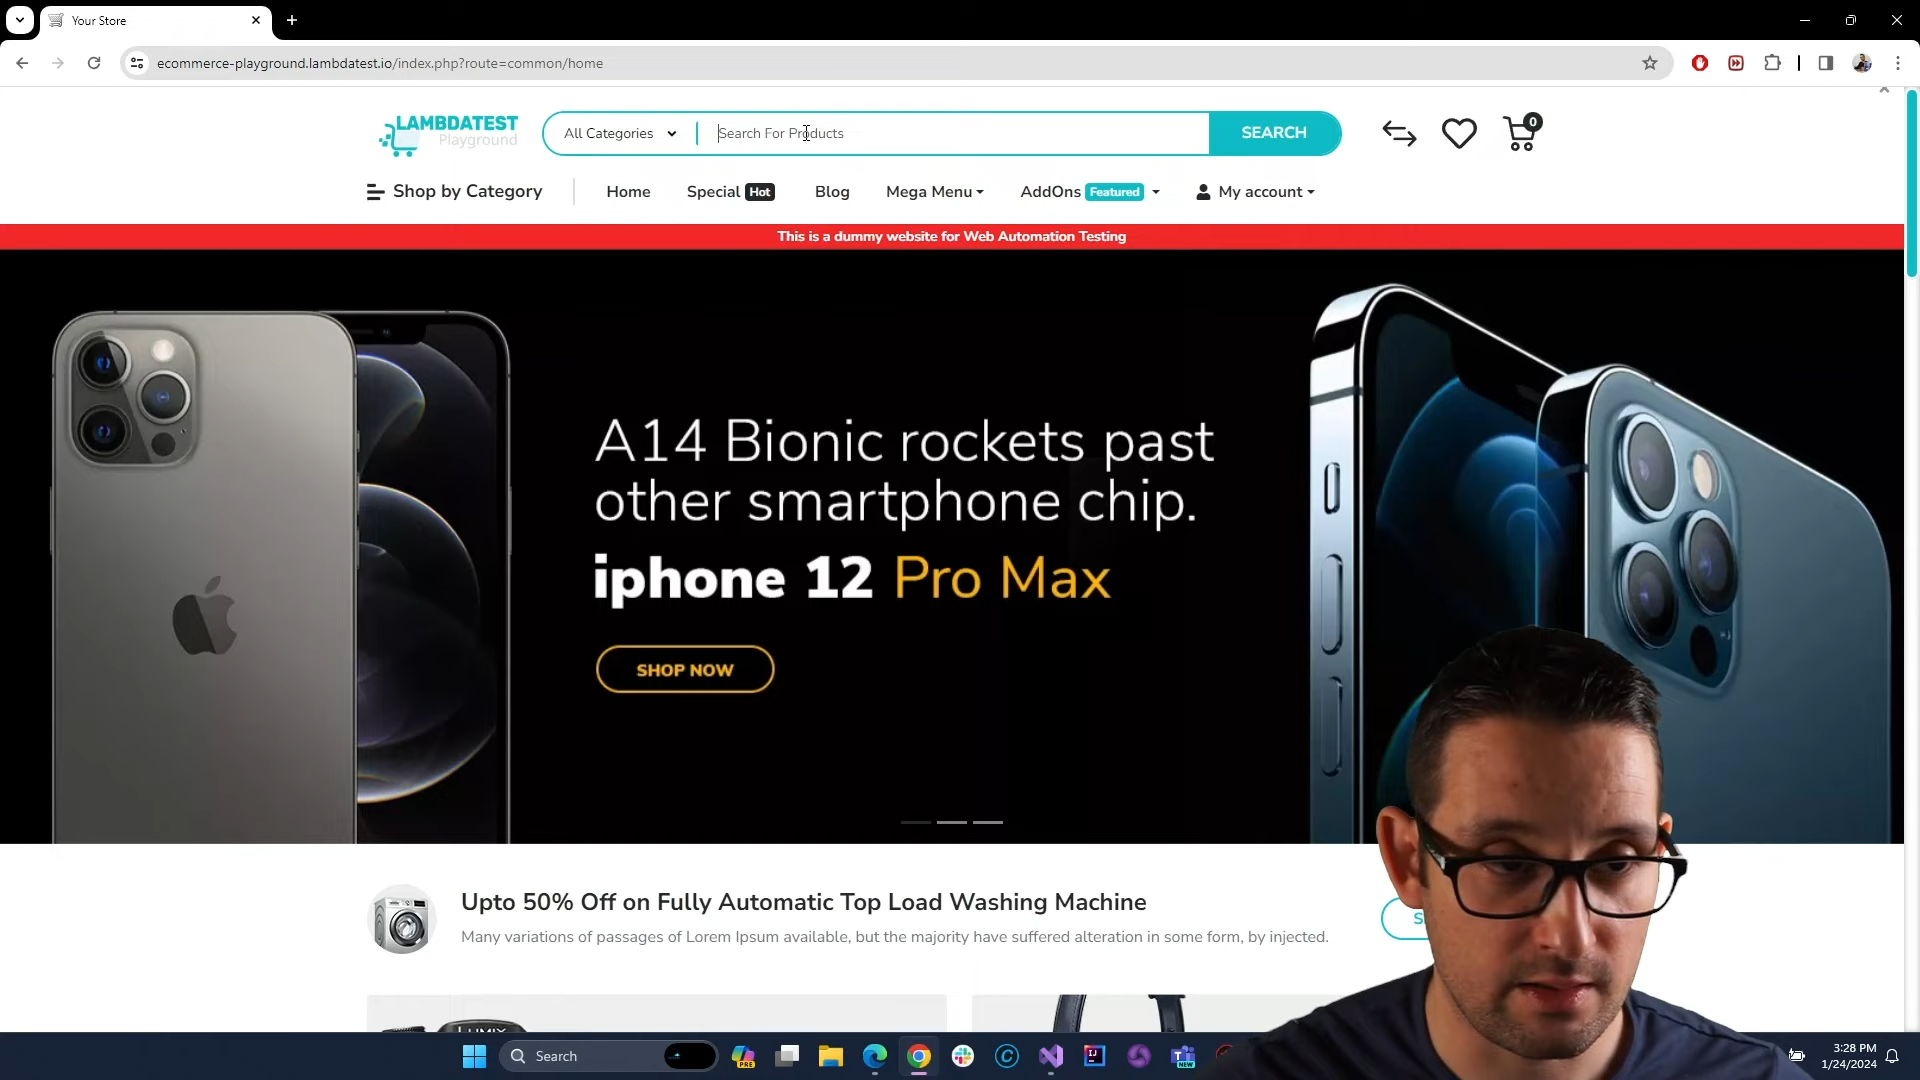 Your Store
ecommerce-playground.lambdatest.io/index.php?route=common/home
LAMBDATEST
Playground
All Categories
Search For Products
SEARCH
0
Shop by Category
Home
Special Hot
Blog
Mega Menu
AddOns Featured
My account
This is a dummy website for Web Automation Testing
A14 Bionic rockets past
other smartphone chip.
iphone 12 Pro Max
SHOP NOW
Upto 50% Off on Fully Automatic Top Load Washing Machine
Many variations of passages of Lorem Ipsum available, but the majority have suffered alteration in some form, by injected.
LUMIX
Search
PRE
NEW
3:28 PM
1/24/2024